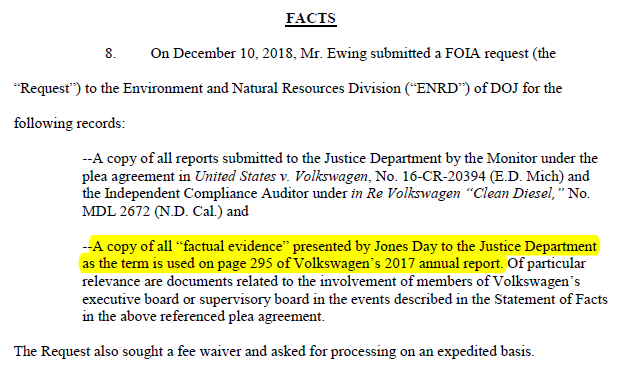 FACTS
8. On December 10, 2018, Mr. Ewing submitted a FOIA request (the
“Request”) to the Environment and Natural Resources Division (“ENRD”) of DOJ for the
following records:
--A copy of all reports submitted to the Justice Department by the Monitor under the
plea agreement in United States v. Volkswagen, No. 16-CR-20394 (E.D. Mich) and
the Independent Compliance Auditor under in Re Volkswagen “Clean Diesel,” No.
MDL 2672 (N.D. Cal.) and
--A copy of all “factual evidence” presented by Jones Day to the Justice Department
as the term is used on page 295 of Volkswagen’s 2017 annual report. Of particular
relevance are documents related to the involvement of members of Volkswagen’s
executive board or supervisory board in the events described in the Statement of Facts
in the above referenced plea agreement.
The Request also sought a fee waiver and asked for processing on an expedited basis.